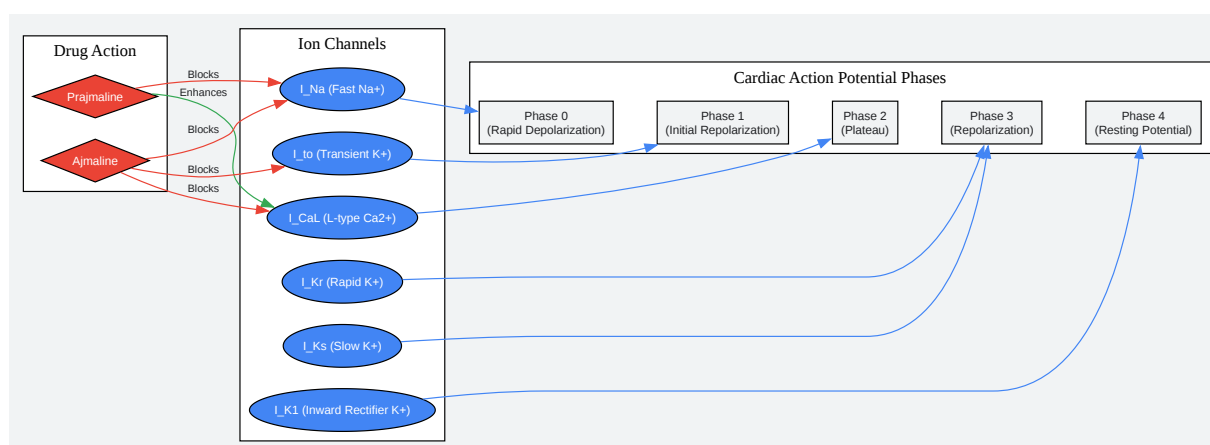 Drug Action
Prajmaline
Ajmaline
Blocks
Enhances
Blocks
Blocks
Blocks
Ion Channels
I_Na (Fast Na+)
I_to (Transient K+)
I_CaL (L-type Ca2+)
I_Kr (Rapid K+)
I_Ks (Slow K+)
I_K1 (Inward Rectifier K+)
Cardiac Action Potential Phases
Phase 0
(Rapid Depolarization)
Phase 1
(Initial Repolarization)
Phase 2
(Plateau)
Phase 3
(Repolarization)
Phase 4
(Resting Potential)